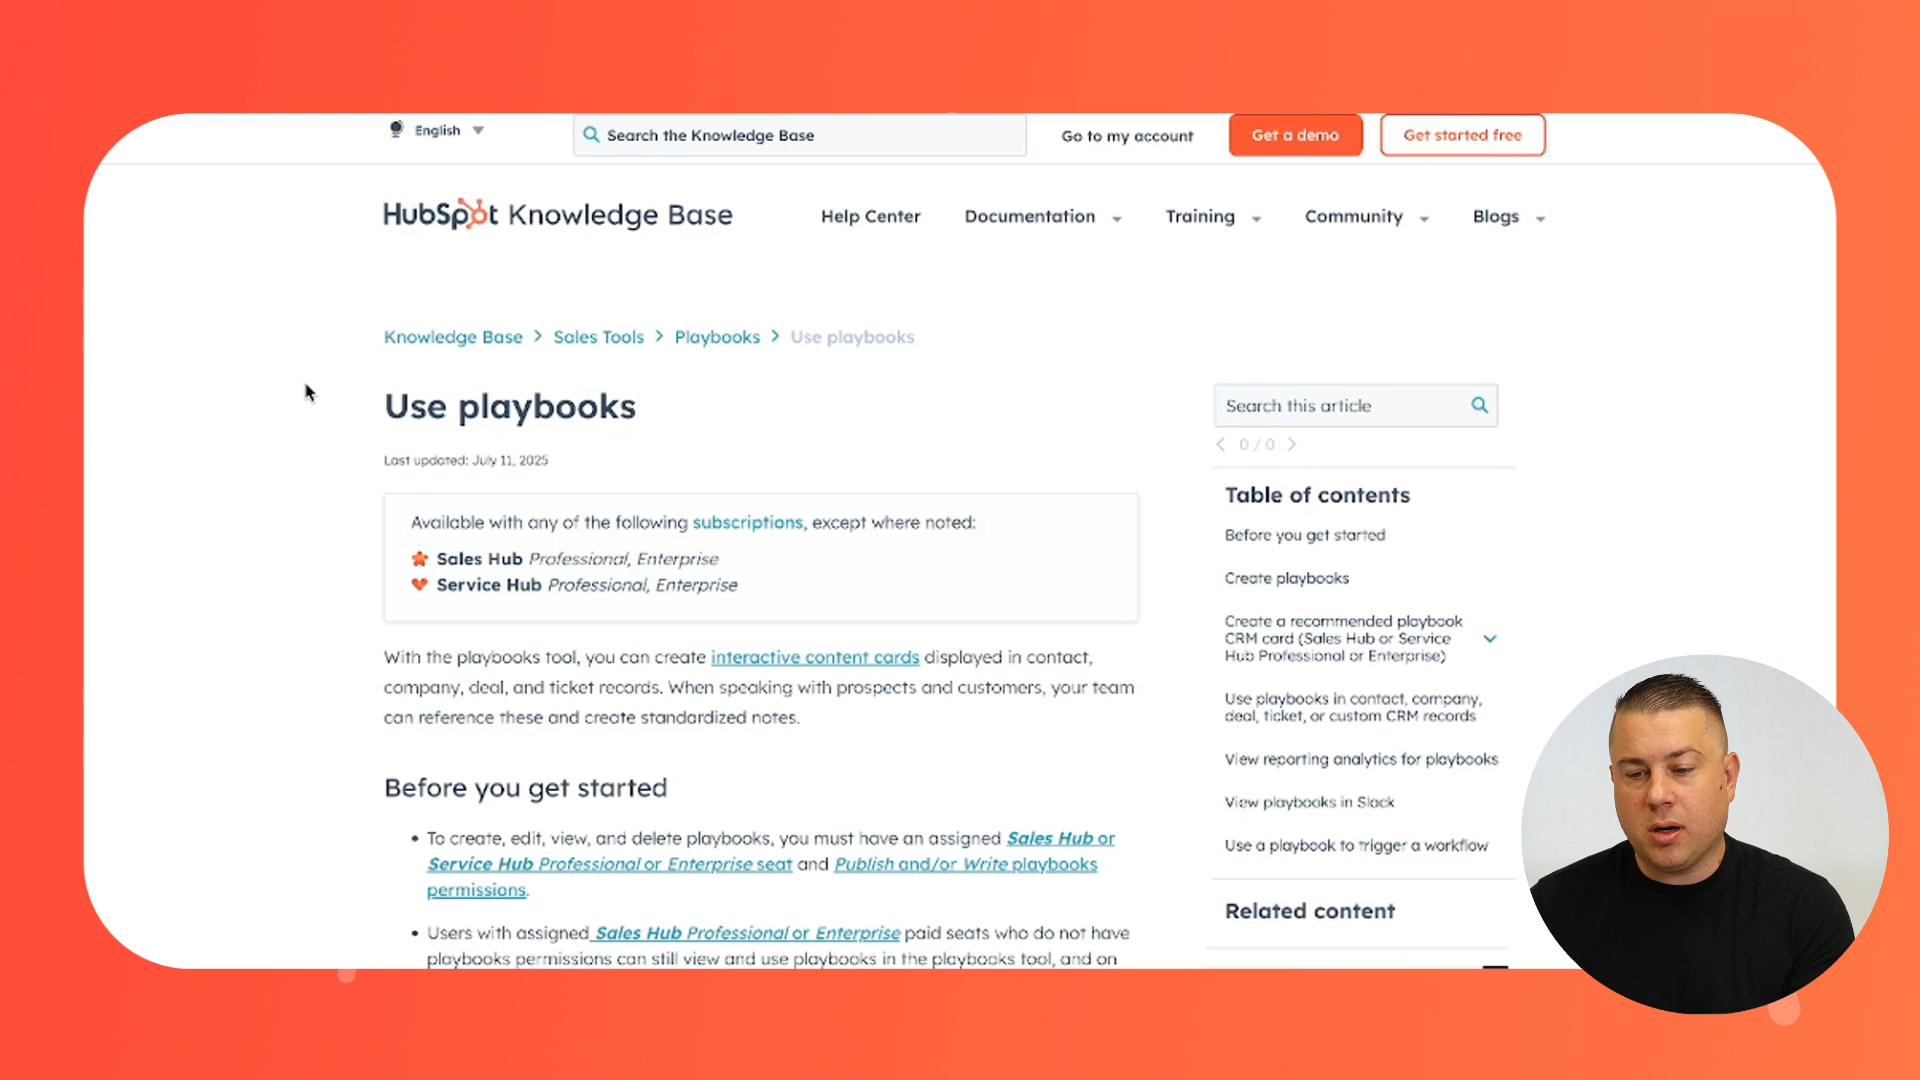 English
Search the Knowledge Base
Go to my account
Get a demo
Get started free
HubSpot Knowledge Base
Help Center
Documentation
Training
Community
Blogs
Knowledge Base > Sales Tools > Playbooks > Use playbooks
Use playbooks
Last updated: July 11, 2025
Available with any of the following subscriptions, except where noted:
Sales Hub Professional, Enterprise
Service Hub Professional, Enterprise
With the playbooks tool, you can create interactive content cards displayed in contact,
company, deal, and ticket records. When speaking with prospects and customers, your team
can reference these and create standardized notes.
Before you get started
• To create, edit, view, and delete playbooks, you must have an assigned Sales Hub or
Service Hub Professional or Enterprise seat and Publish and/or Write playbooks
permissions.
• Users with assigned Sales Hub Professional or Enterprise paid seats who do not have
playbooks permissions can still view and use playbooks in the playbooks tool, and on
Search this article
< 0 / 0 >
Table of contents
Before you get started
Create playbooks
Create a recommended playbook
CRM card (Sales Hub or Service
Hub Professional or Enterprise)
Use playbooks in contact, company,
deal, ticket, or custom CRM records
View reporting analytics for playbooks
View playbooks in Slack
Use a playbook to trigger a workflow
Related content